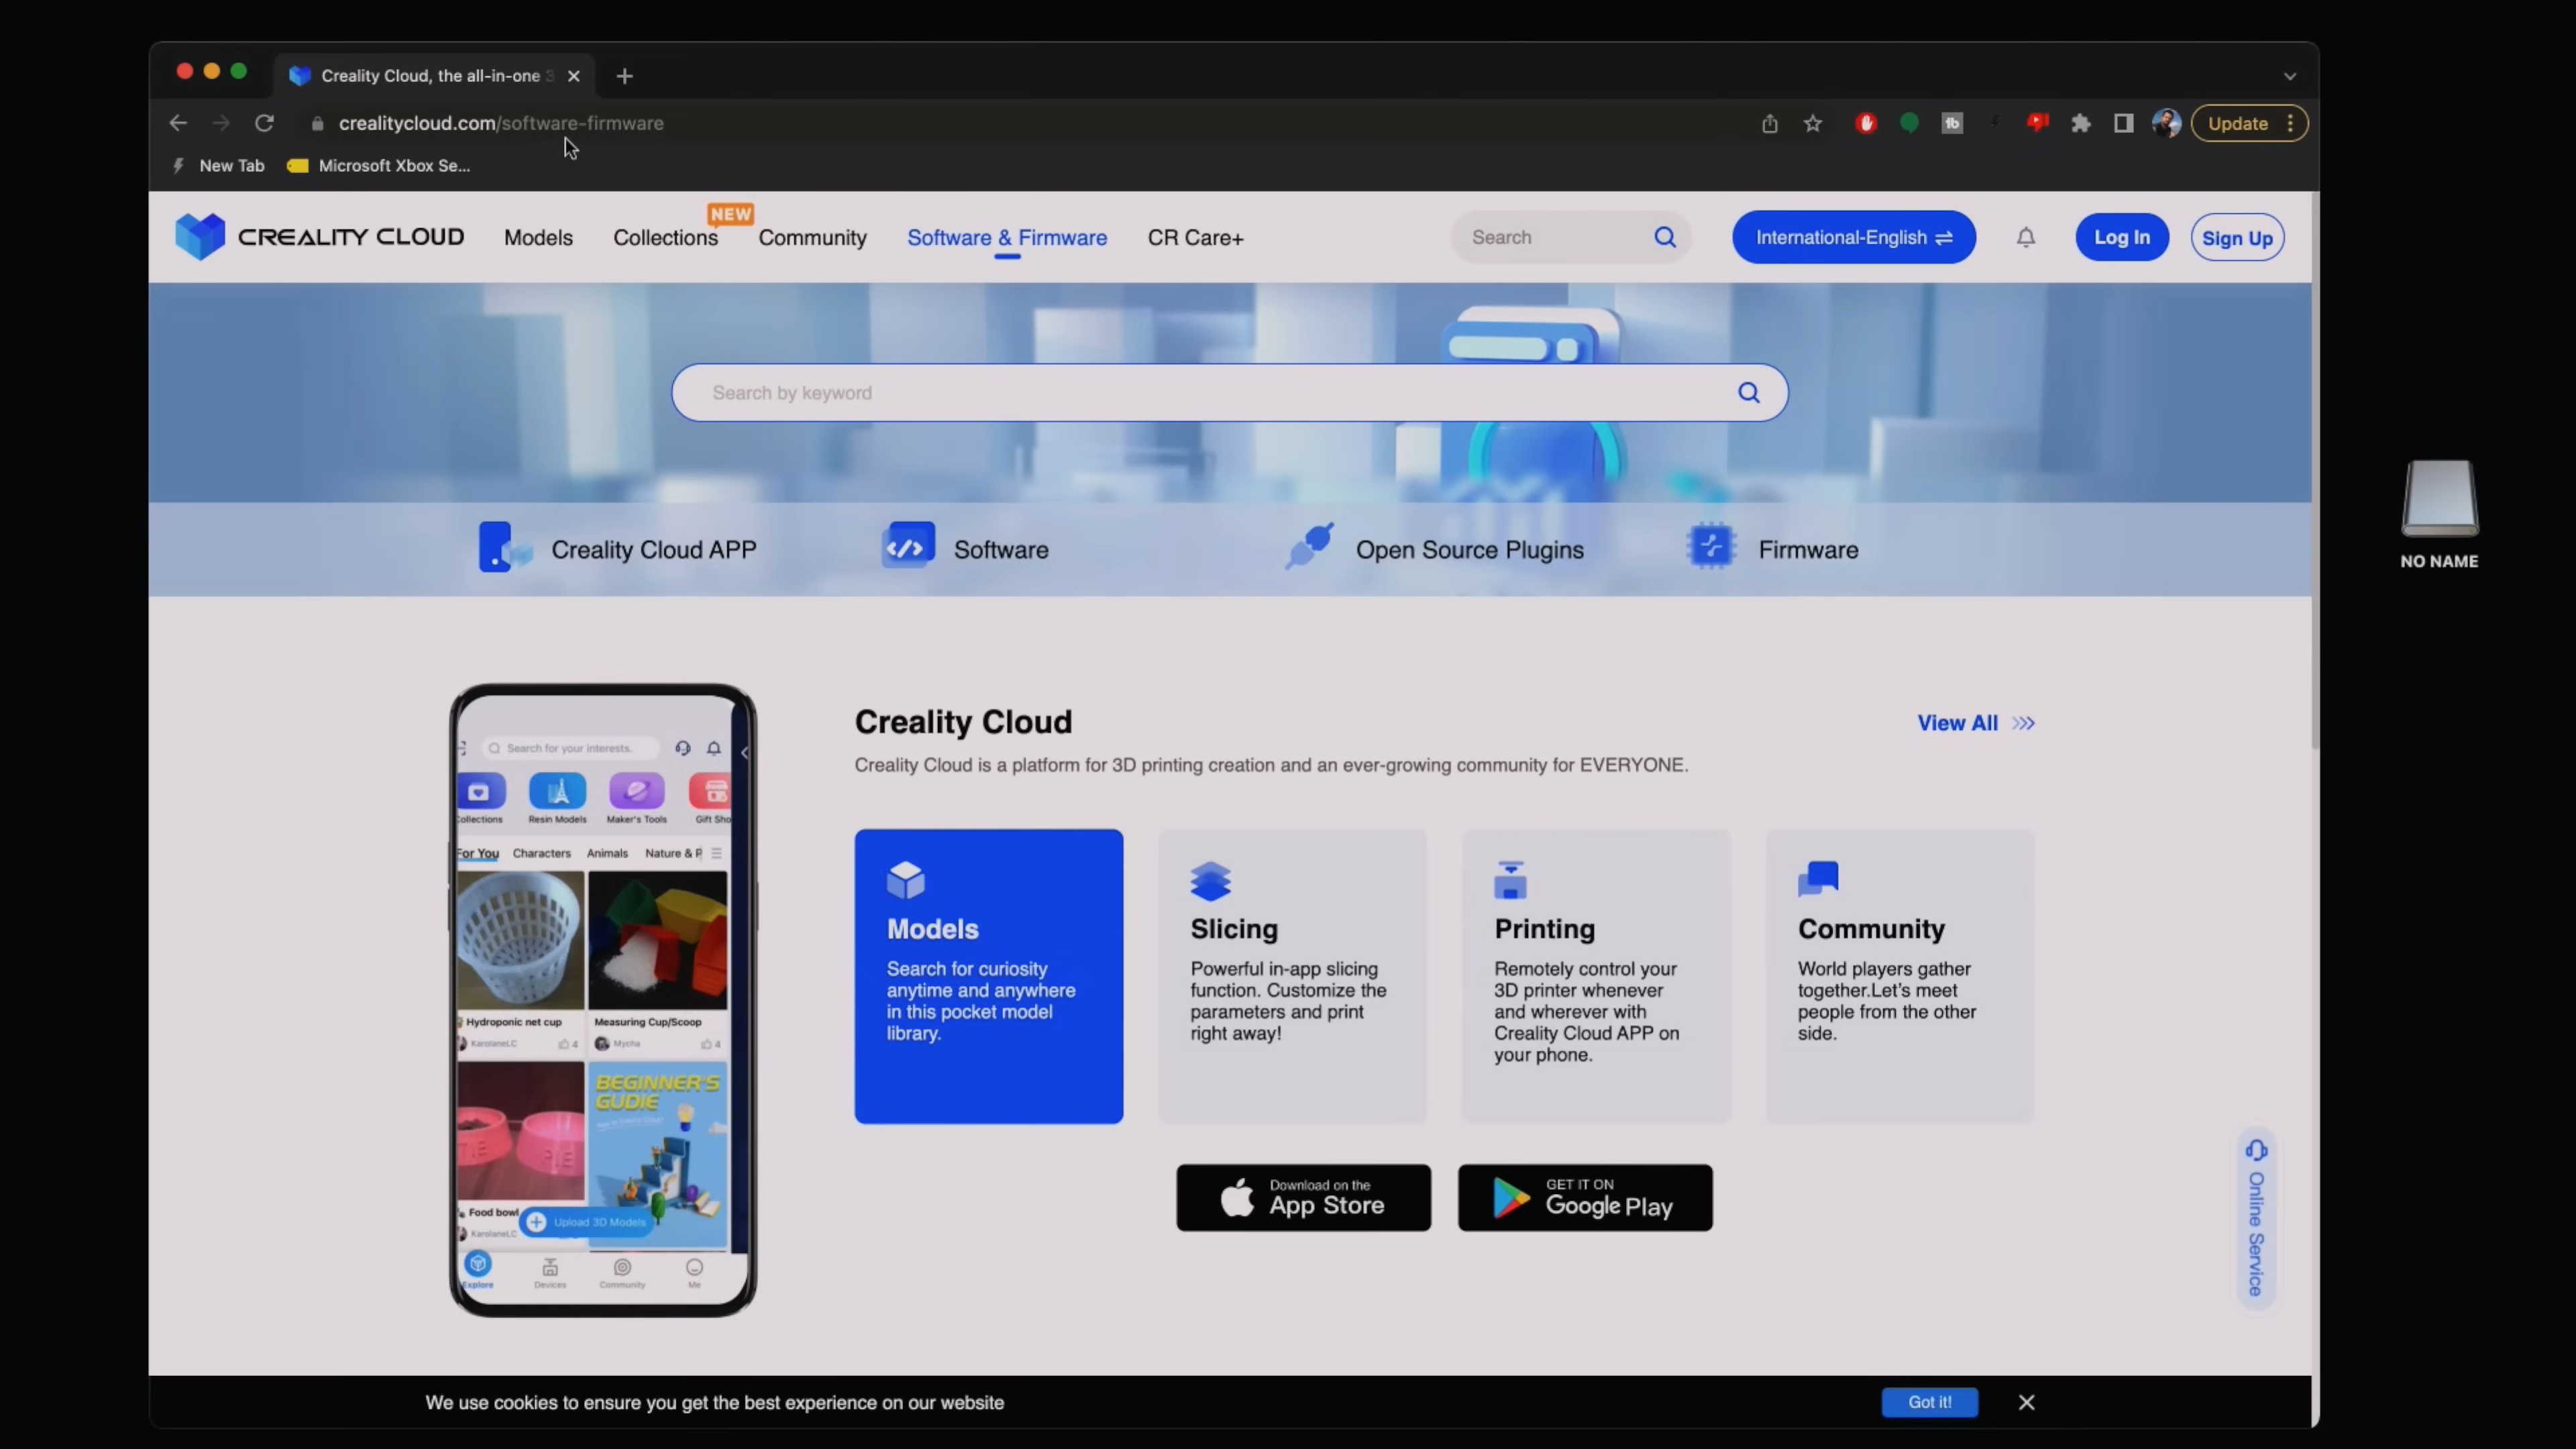 Creality Cloud, the all-in-one 3
crealitycloud.com/software-firmware
Update
New Tab
Microsoft Xbox Se...
CREALITY CLOUD
Models
Collections
NEW
Community
Software & Firmware
CR Care+
Search
International-English
Log In
Sign Up
Search by keyword
Creality Cloud APP
Software
Open Source Plugins
Firmware
NO NAME
Search for your interests.
Collections
Resin Models
Maker's Tools
Gift Sho
For You
Characters
Animals
Nature & P
Hydroponic net cup
KarolaneLC
4
Measuring Cup/Scoop
Mycha
4
BEGINNER'S
GUDIE
Food bowl
KarolaneLC
Upload 3D Models
Explore
Devices
Community
Me
Creality Cloud
View All
Creality Cloud is a platform for 3D printing creation and an ever-growing community for EVERYONE.
Models
Search for curiosity
anytime and anywhere
in this pocket model
library.
Slicing
Powerful in-app slicing
function. Customize the
parameters and print
right away!
Printing
Remotely control your
3D printer whenever
and wherever with
Creality Cloud APP on
your phone.
Community
World players gather
together.Let's meet
people from the other
side.
Download on the
App Store
GET IT ON
Google Play
Online Service
We use cookies to ensure you get the best experience on our website
Got it!